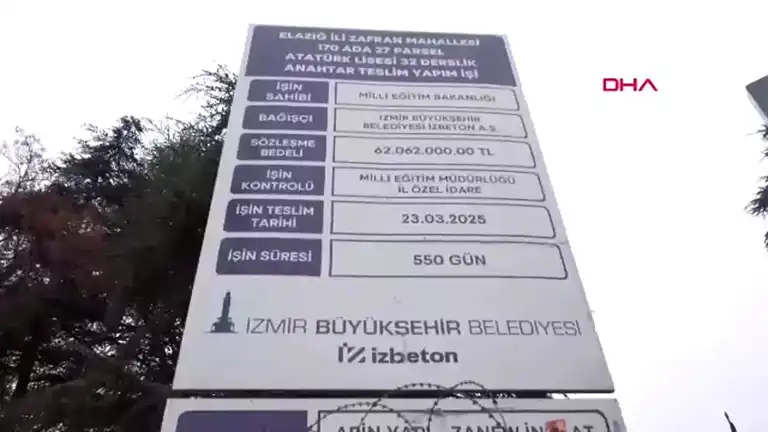 ELAZIĞ İLİ ZAFRAN MAHALLESİ
170 ADA 27 PARSEL
ATATÜRK LİSESİ 32 DERSLİK
ANAHTAR TESLİM YAPIM İŞİ
DHA
İŞİN SAHİBİ
MİLLİ EĞİTİM BAKANLIĞI
BAĞIŞÇI
İZMİR BÜYÜKŞEHİR
BELEDİYESİ İZBETON A.Ş.
SÖZLEŞME BEDELİ
62.062.000,00 TL
İŞİN KONTROLÜ
MİLLİ EĞİTİM MÜDÜRLÜĞÜ
İL ÖZEL İDARE
İŞİN TESLİM TARİHİ
23.03.2025
İŞİN SÜRESİ
550 GÜN
İZMİR BÜYÜKŞEHİR BELEDİYESİ
izbeton